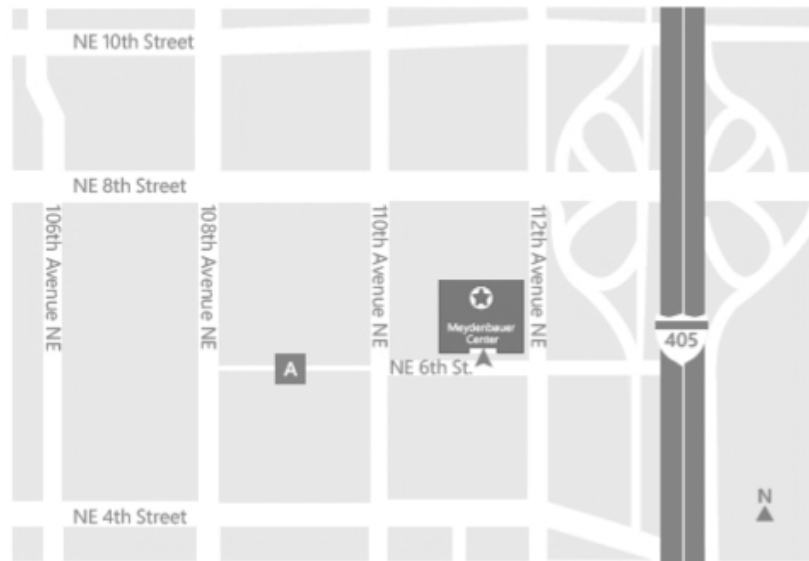 NE 10th Street
NE 8th Street
106th Avenue NE
108th Avenue NE
110th Avenue NE
112th Avenue NE
Meydenbauer
Center
405
A
NE 6th St.
N
NE 4th Street